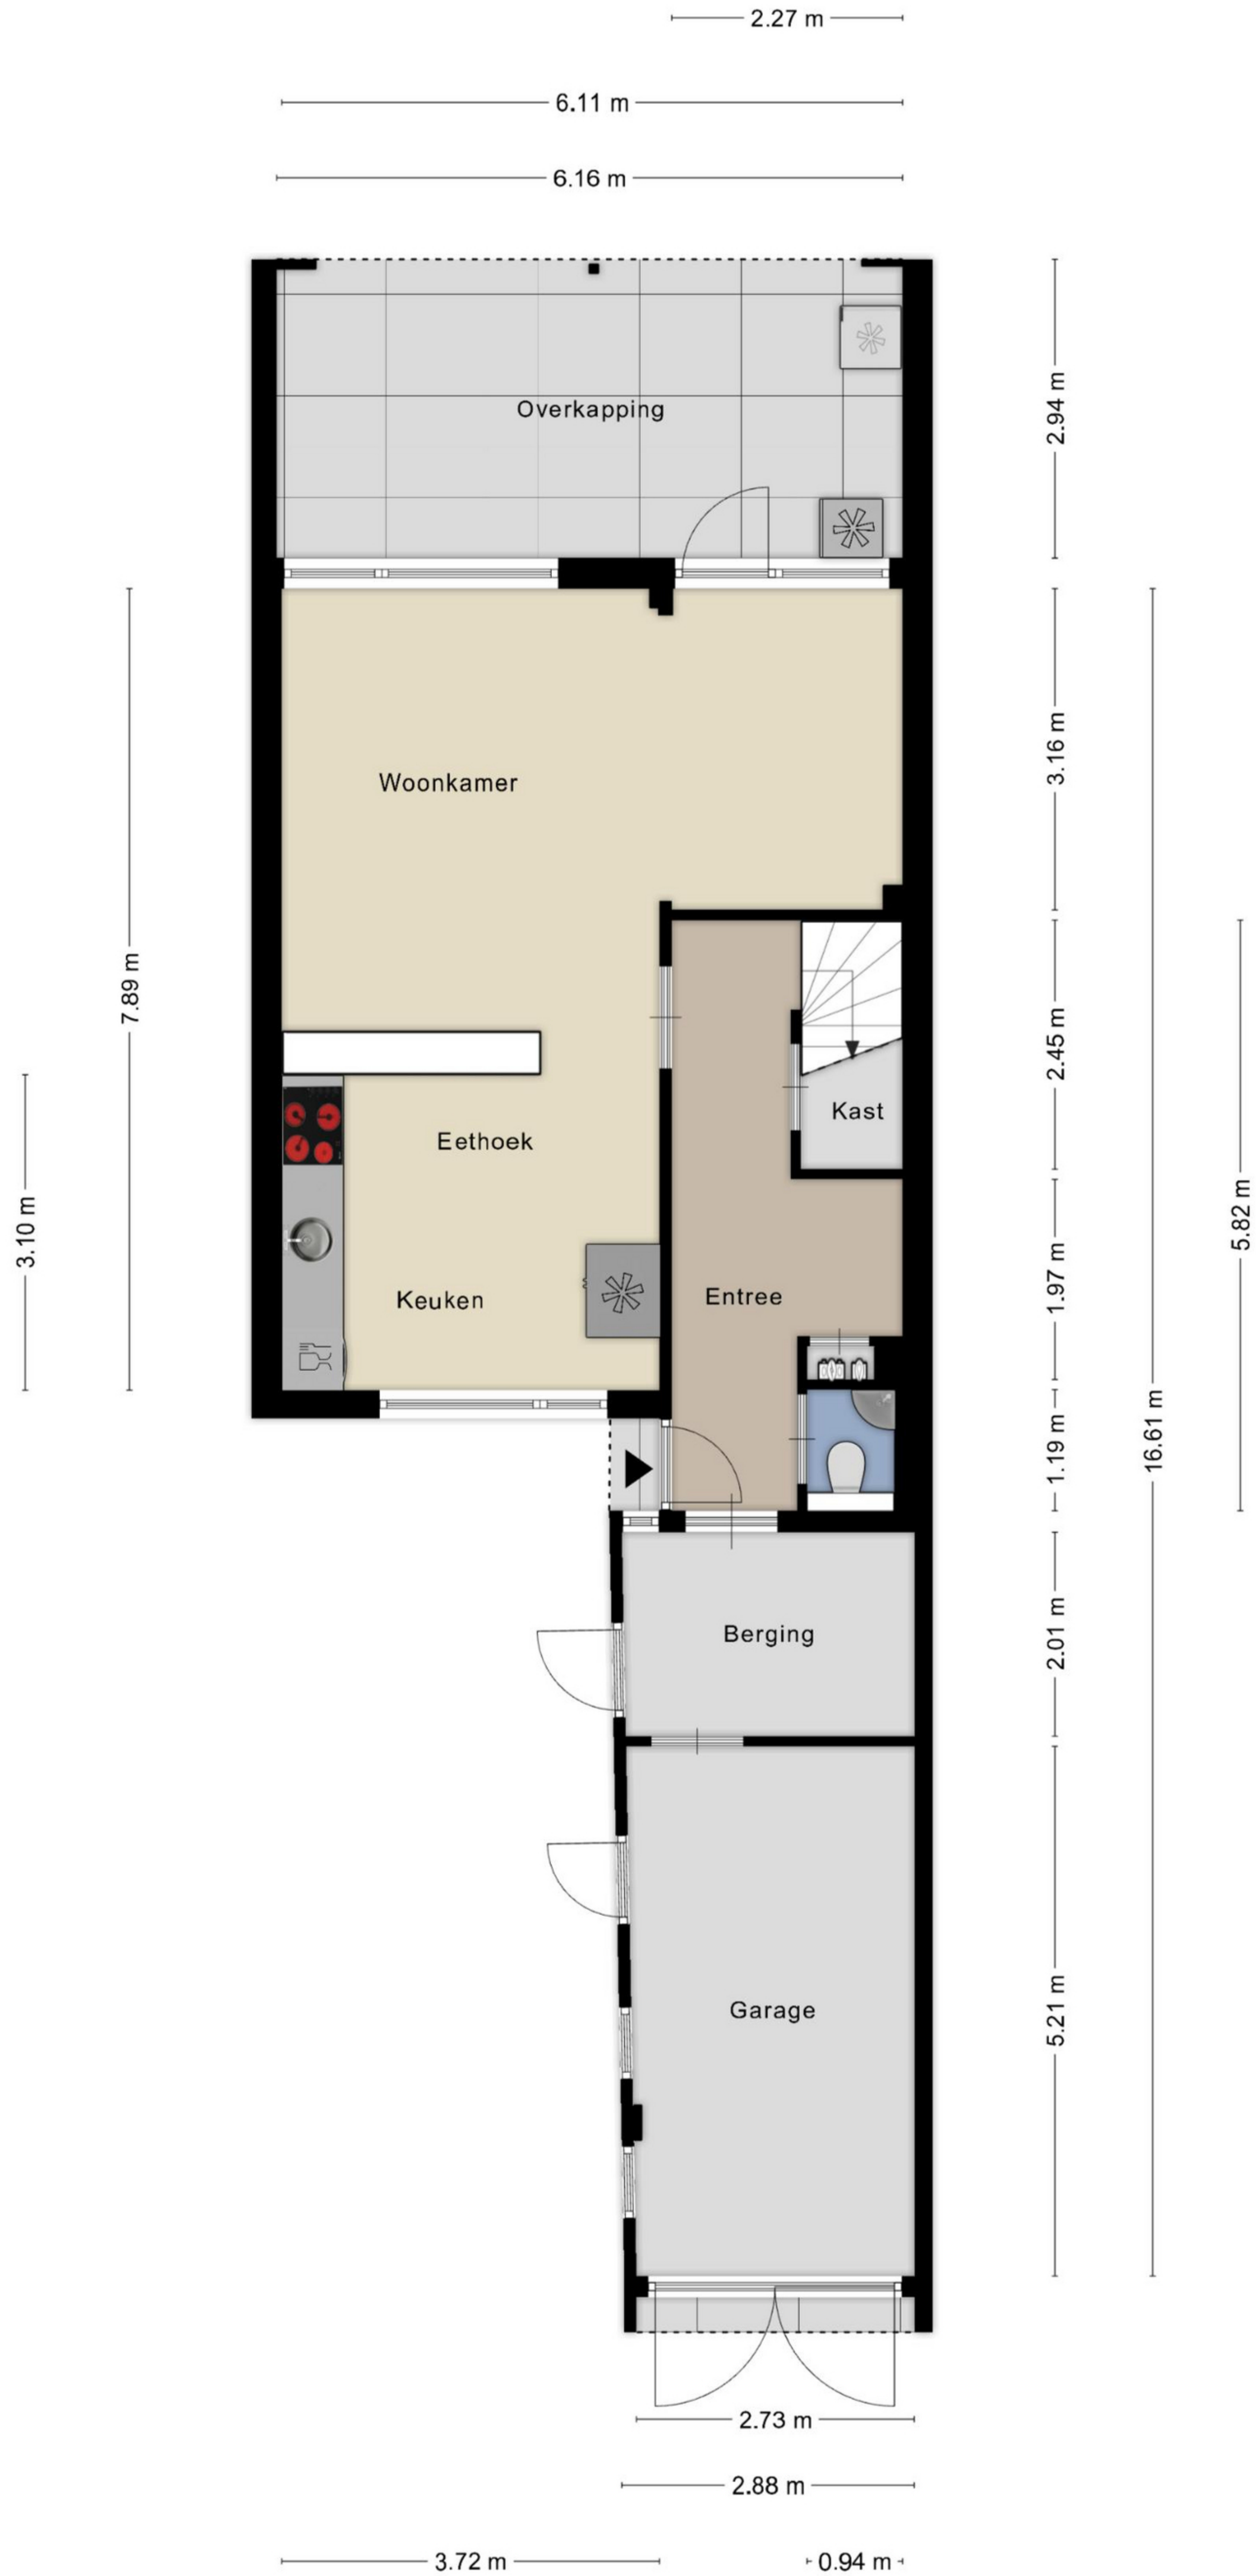 2.27 m
6.11 m
6.16 m
Overkapping
2.94 m
Woonkamer
3.16 m
7.89 m
2.45 m
Kast
Eethoek
3.10 m
5.82 m
Keuken
Entree
1.97 m
1.19 m
16.61 m
Berging
2.01 m
Garage
5.21 m
2.73 m
2.88 m
3.72 m
0.94 m